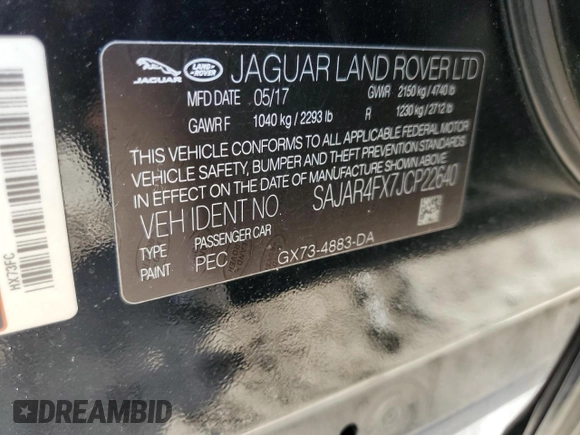 JAGUAR LAND-ROVER JAGUAR LAND ROVER LTD
MFD DATE 05/17 GVWR 2150 kg / 4740 lb
GAWR F 1040 kg / 2293 lb R 1230 kg / 2712 lb
THIS VEHICLE CONFORMS TO ALL APPLICABLE FEDERAL MOTOR
VEHICLE SAFETY, BUMPER AND THEFT PREVENTION STANDARDS
IN EFFECT ON THE DATE OF MANUFACTURE SHOWN ABOVE.
VEH IDENT NO. SAJAR4FX7JCP22640
TYPE PASSENGER CAR
PAINT PEC GX73-4883-DA
HX73FC
DREAMBID